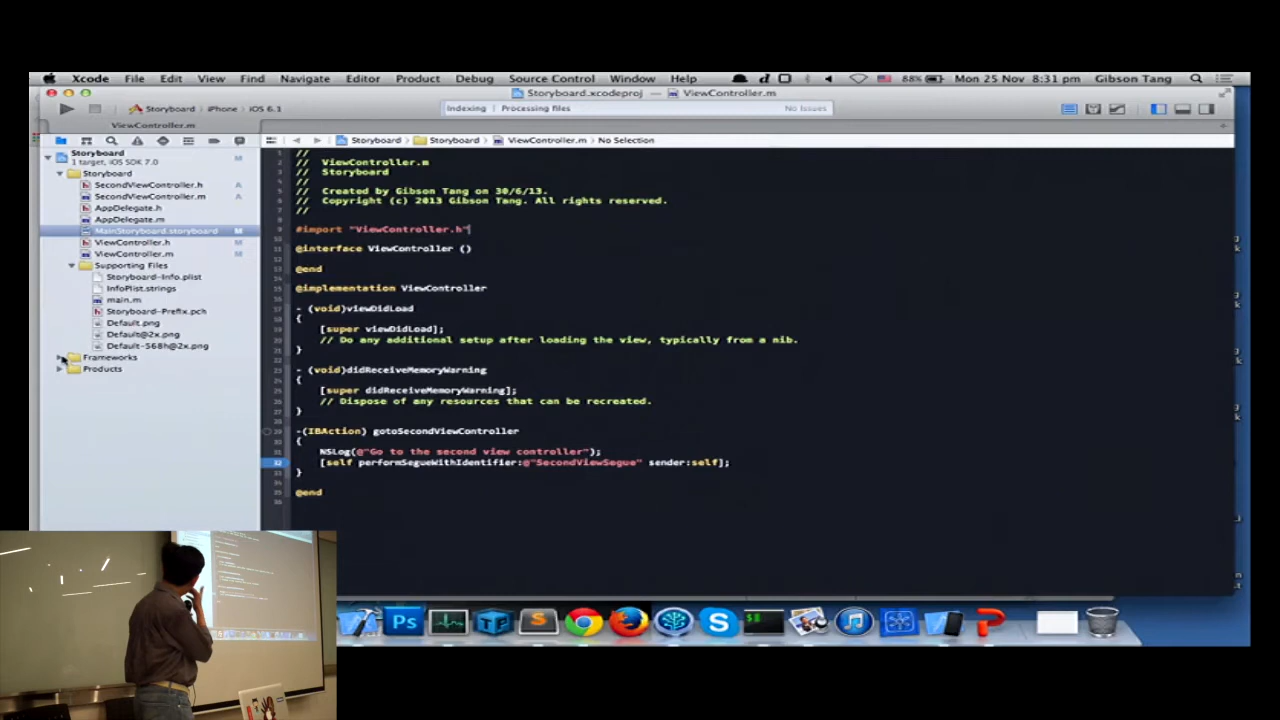 Xcode File Edit View Find Navigate Editor Product Debug Source Control Window Help 88% Mon 25 Nov 8:31 pm Gibson Tang
Storyboard.xcodeproj — ViewController.m
Storyboard iPhone iOS 6.1
Indexing | Processing files No Issues
ViewController.m
Storyboard Storyboard ViewController.m No Selection
Storyboard
1 target, iOS SDK 7.0 M
Storyboard
SecondViewController.h A
SecondViewController.m A
AppDelegate.h
AppDelegate.m
MainStoryboard.storyboard M
ViewController.h M
ViewController.m M
Supporting Files
Storyboard-Info.plist
InfoPlist.strings
main.m
Storyboard-Prefix.pch
Default.png
Default@2x.png
Default-568h@2x.png
Frameworks
Products
//
// ViewController.m
// Storyboard
//
// Created by Gibson Tang on 30/6/13.
// Copyright (c) 2013 Gibson Tang. All rights reserved.
//
#import "ViewController.h"
@interface ViewController ()
@end
@implementation ViewController
- (void)viewDidLoad
{
[super viewDidLoad];
// Do any additional setup after loading the view, typically from a nib.
}
- (void)didReceiveMemoryWarning
{
[super didReceiveMemoryWarning];
// Dispose of any resources that can be recreated.
}
-(IBAction) gotoSecondViewController
{
NSLog(@"Go to the second view controller");
32 [self performSegueWithIdentifier:@"SecondViewSegue" sender:self];
}
@end
Ps TP S